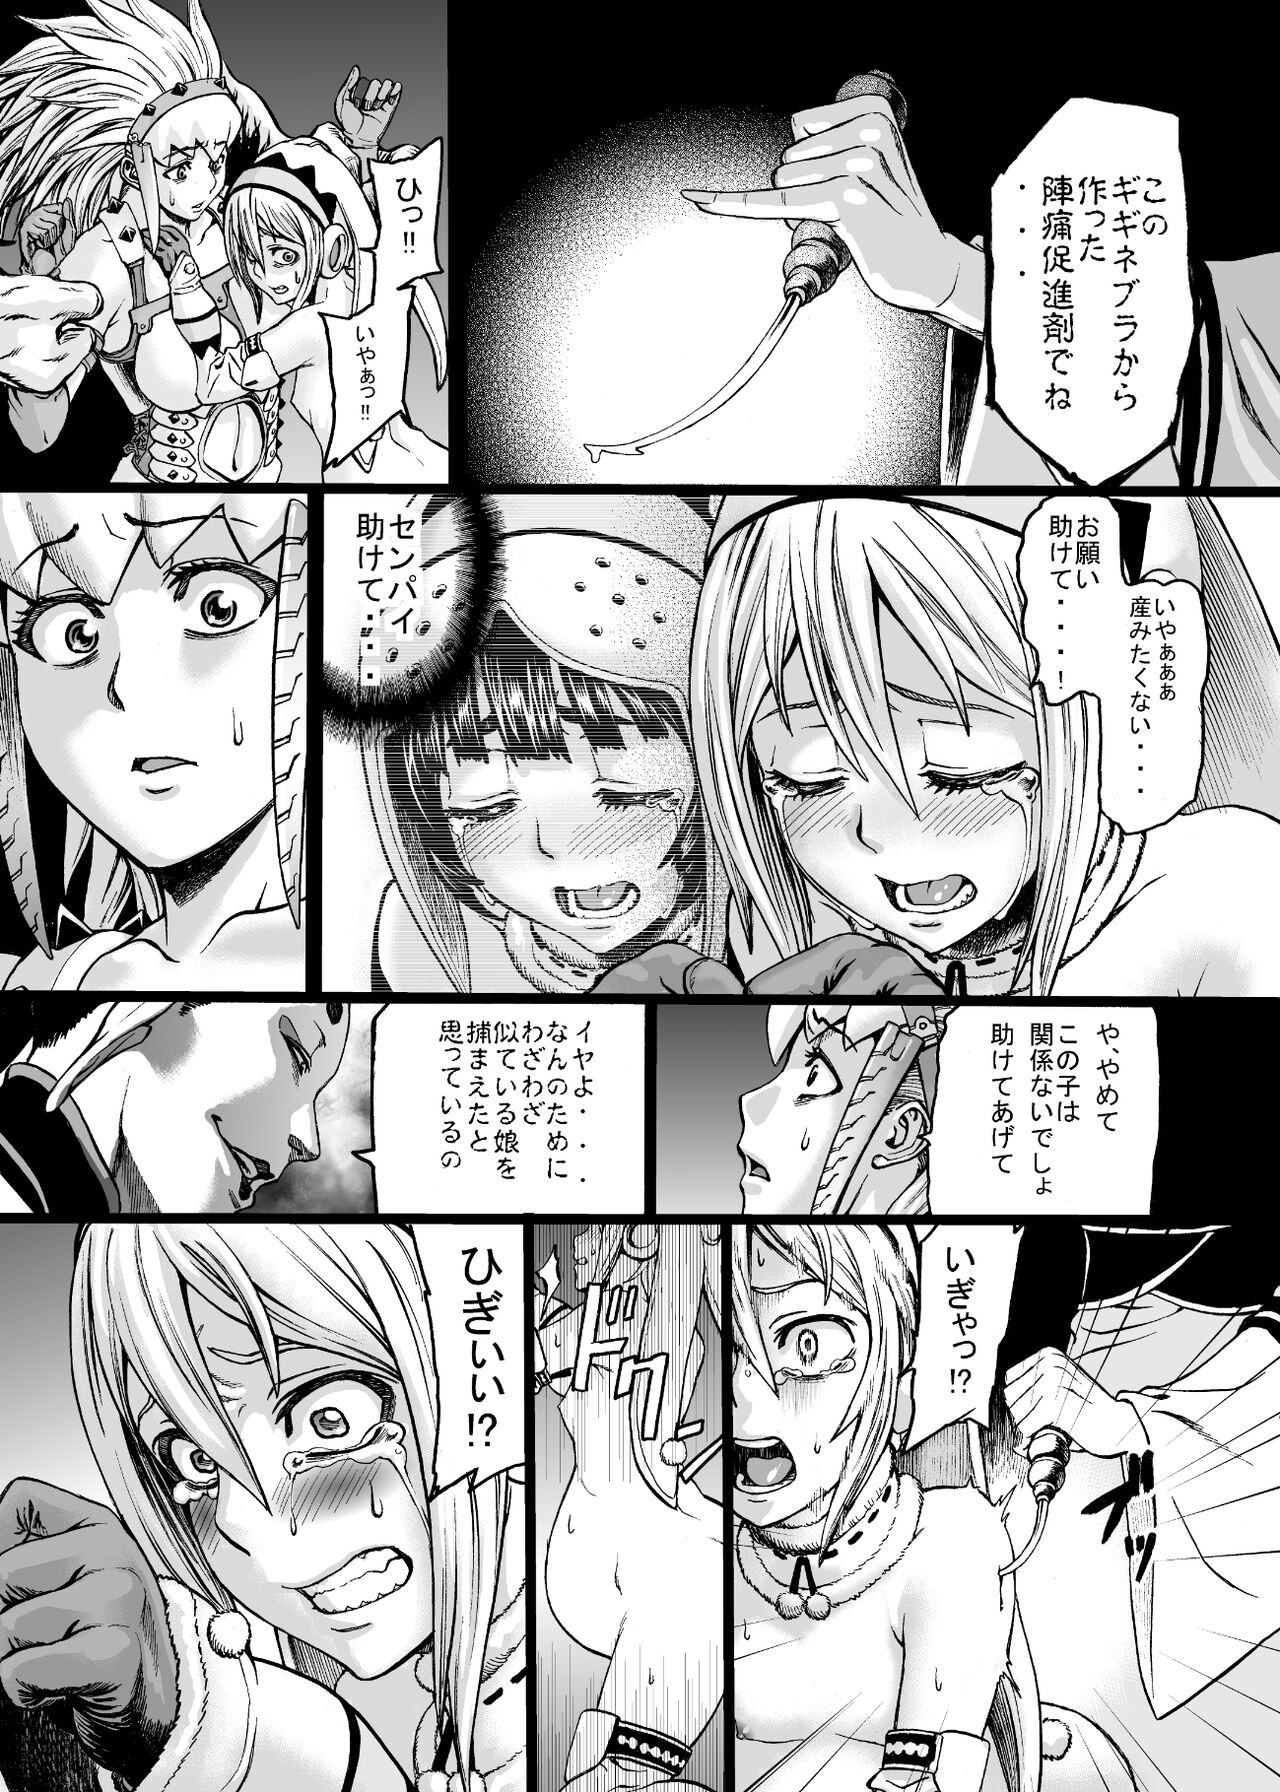 この
ギギネブラから
作った
陣痛促進剤でね
・・・
ひっ!!
いやぁっ!!
お願い
助けて・・・・!
いやぁぁぁ
産みたくない・・・・
センパイ
助けて・・・
や、やめて
この子は
関係ないでしょ
助けてあげて
イヤよ・・・
なんのために
わざわざ
似ている娘を
捕まえたと
思っているの
いぎゃっ!?
ズズッ
ドクッ
ひぎぃぃ!?